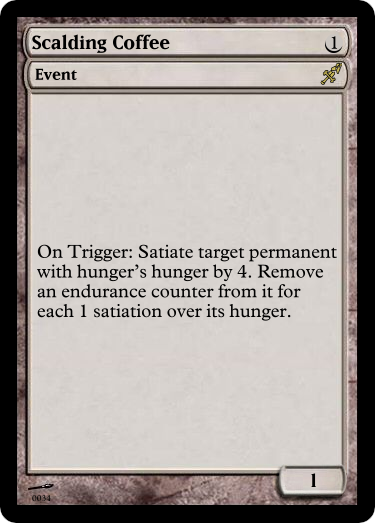 Scalding Coffee 1
Event
On Trigger: Satiate target permanent
with hunger's hunger by 4. Remove
an endurance counter from it for
each 1 satiation over its hunger.
1
0034